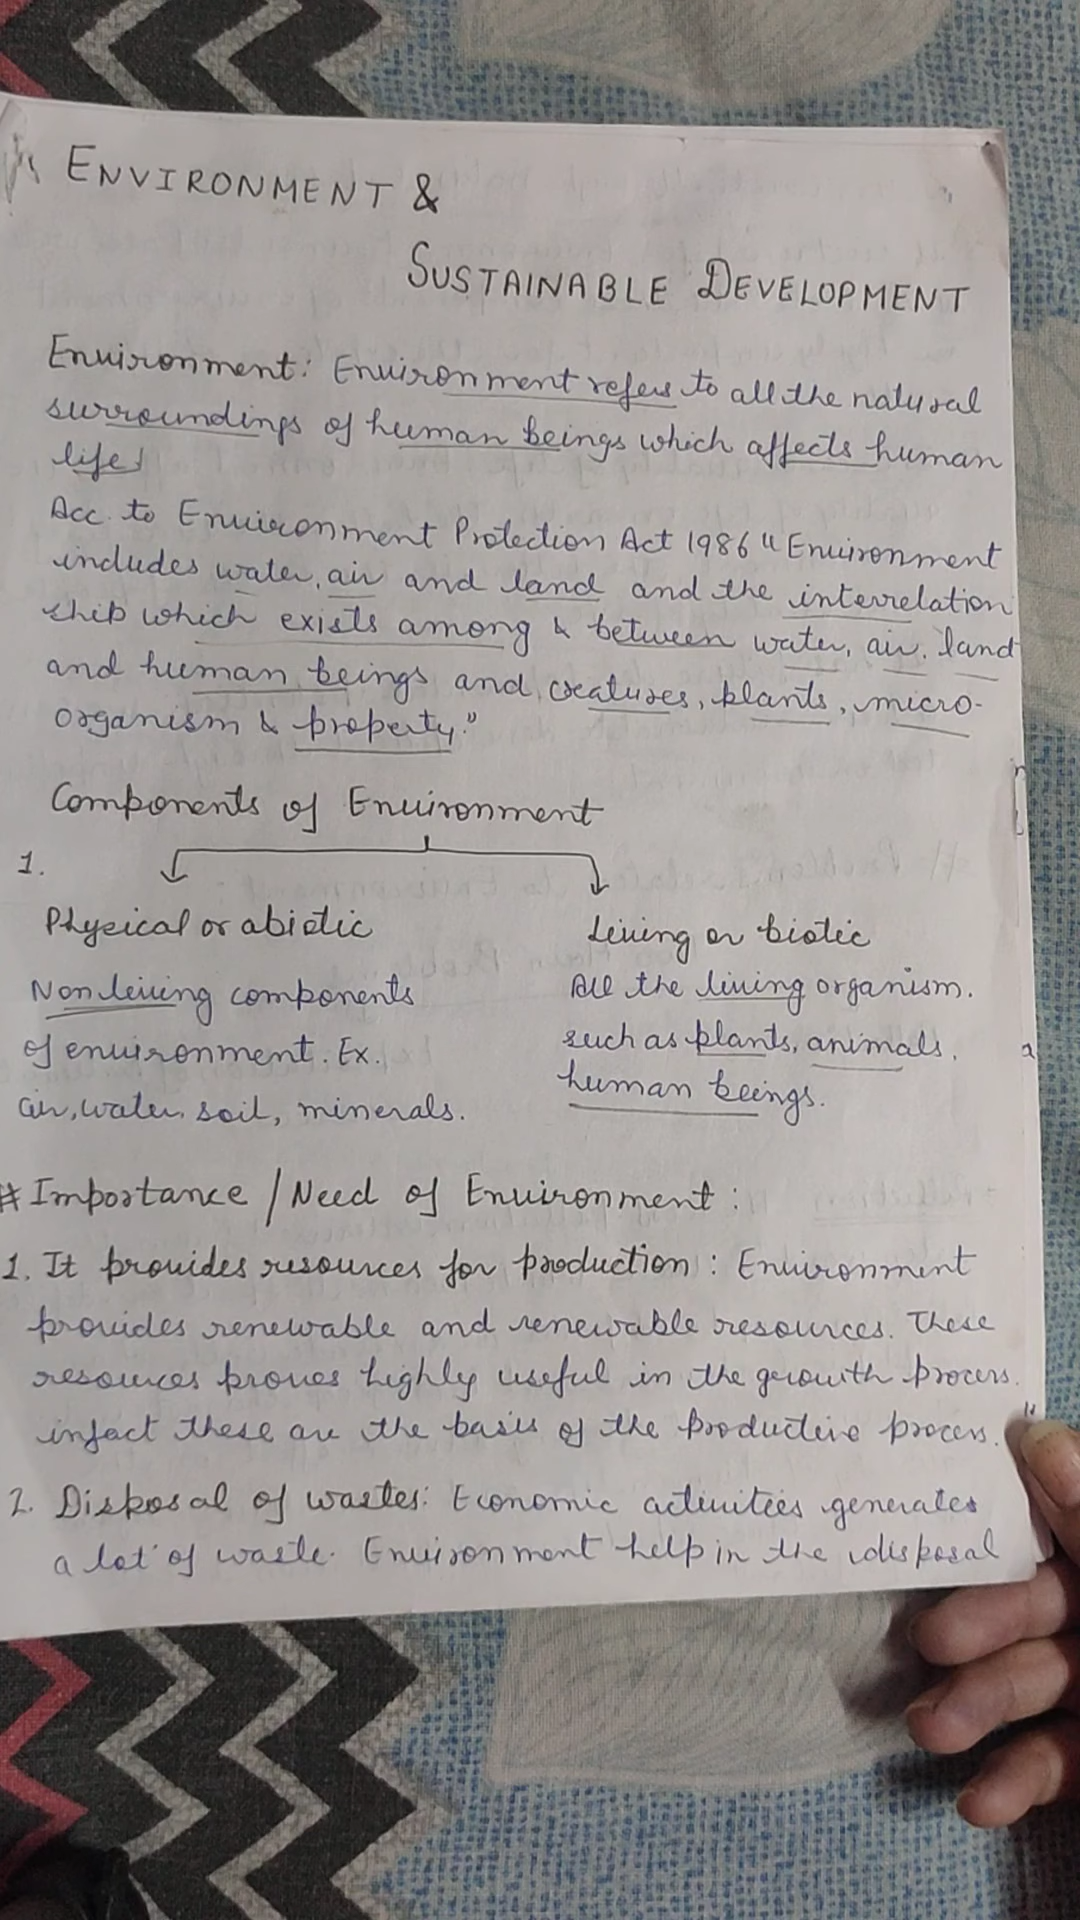 ENVIRONMENT &
SUSTAINABLE DEVELOPMENT
Environment: Environment refers to all the natural
surroundings of human beings which affects human
life.
Acc. to Environment Protection Act 1986 "Environment
includes water, air and land and the interrelation
ship which exists among & between water, air, land
and human beings and creatures, plants, micro-
organism & property."
Components of Environment
1.
Physical or abiotic
Non living components
of environment. Ex.
air, water, soil, minerals.
Living or biotic
All the living organism.
such as plants, animals,
human beings.
# Importance / Need of Environment :
1. It provides resources for production : Environment
provides renewable and renewable resources. These
resources proves highly useful in the growth process.
infact these are the basis of the productive process.
2. Disposal of wastes: Economic activities generates
a lot of waste. Environment help in the disposal